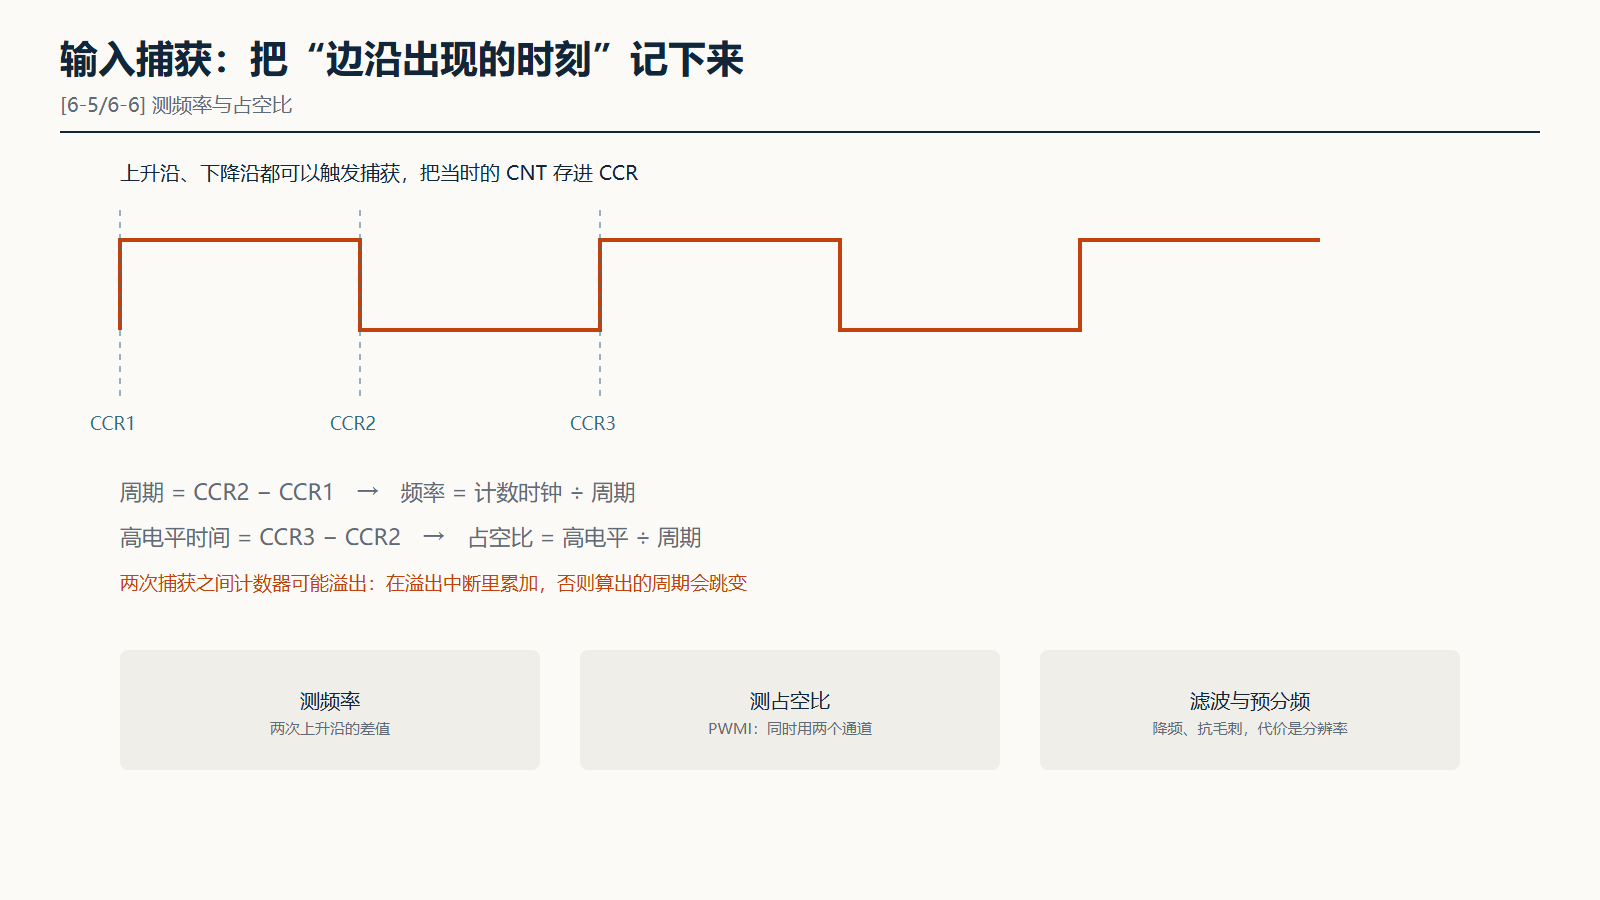 输入捕获：把“边沿出现的时刻”记下来
[6-5/6-6] 测频率与占空比
上升沿、下降沿都可以触发捕获，把当时的 CNT 存进 CCR
CCR1
CCR2
CCR3
周期 = CCR2 − CCR1 → 频率 = 计数时钟 ÷ 周期
高电平时间 = CCR3 − CCR2 → 占空比 = 高电平 ÷ 周期
两次捕获之间计数器可能溢出：在溢出中断里累加，否则算出的周期会跳变
测频率
两次上升沿的差值
测占空比
PWMI：同时用两个通道
滤波与预分频
降频、抗毛刺，代价是分辨率